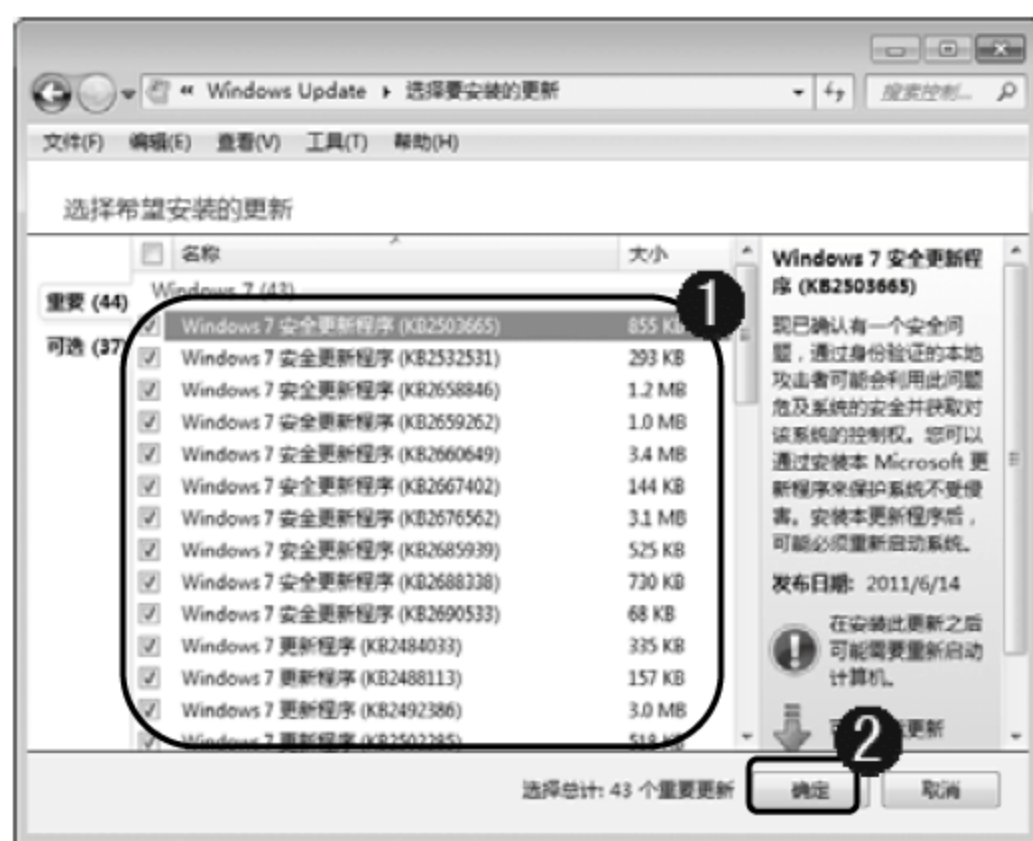 « Windows Update ▸ 选择要安装的更新
搜索控制...
文件(F) 编辑(E) 查看(V) 工具(T) 帮助(H)
选择希望安装的更新
重要 (44)
可选 (37)
名称 大小
Windows 7 (43)
Windows 7 安全更新程序 (KB2503665) 855 KB
Windows 7 安全更新程序 (KB2532531) 293 KB
Windows 7 安全更新程序 (KB2658846) 1.2 MB
Windows 7 安全更新程序 (KB2659262) 1.0 MB
Windows 7 安全更新程序 (KB2660649) 3.4 MB
Windows 7 安全更新程序 (KB2667402) 144 KB
Windows 7 安全更新程序 (KB2676562) 3.1 MB
Windows 7 安全更新程序 (KB2685939) 525 KB
Windows 7 安全更新程序 (KB2688338) 730 KB
Windows 7 安全更新程序 (KB2690533) 68 KB
Windows 7 更新程序 (KB2484033) 335 KB
Windows 7 更新程序 (KB2488113) 157 KB
Windows 7 更新程序 (KB2492386) 3.0 MB
Windows 7 更新程序 (KB2502285) 518 KB
1
Windows 7 安全更新程
序 (KB2503665)
现已确认有一个安全问
题，通过身份验证的本地
攻击者可能会利用此问题
危及系统的安全并获取对
该系统的控制权。您可以
通过安装本 Microsoft 更
新程序来保护系统不受侵
害。安装本更新程序后，
可能必须重新启动系统。
发布日期: 2011/6/14
在安装此更新之后
可能需要重新启动
计算机。
更新
2
选择总计: 43 个重要更新
确定
取消